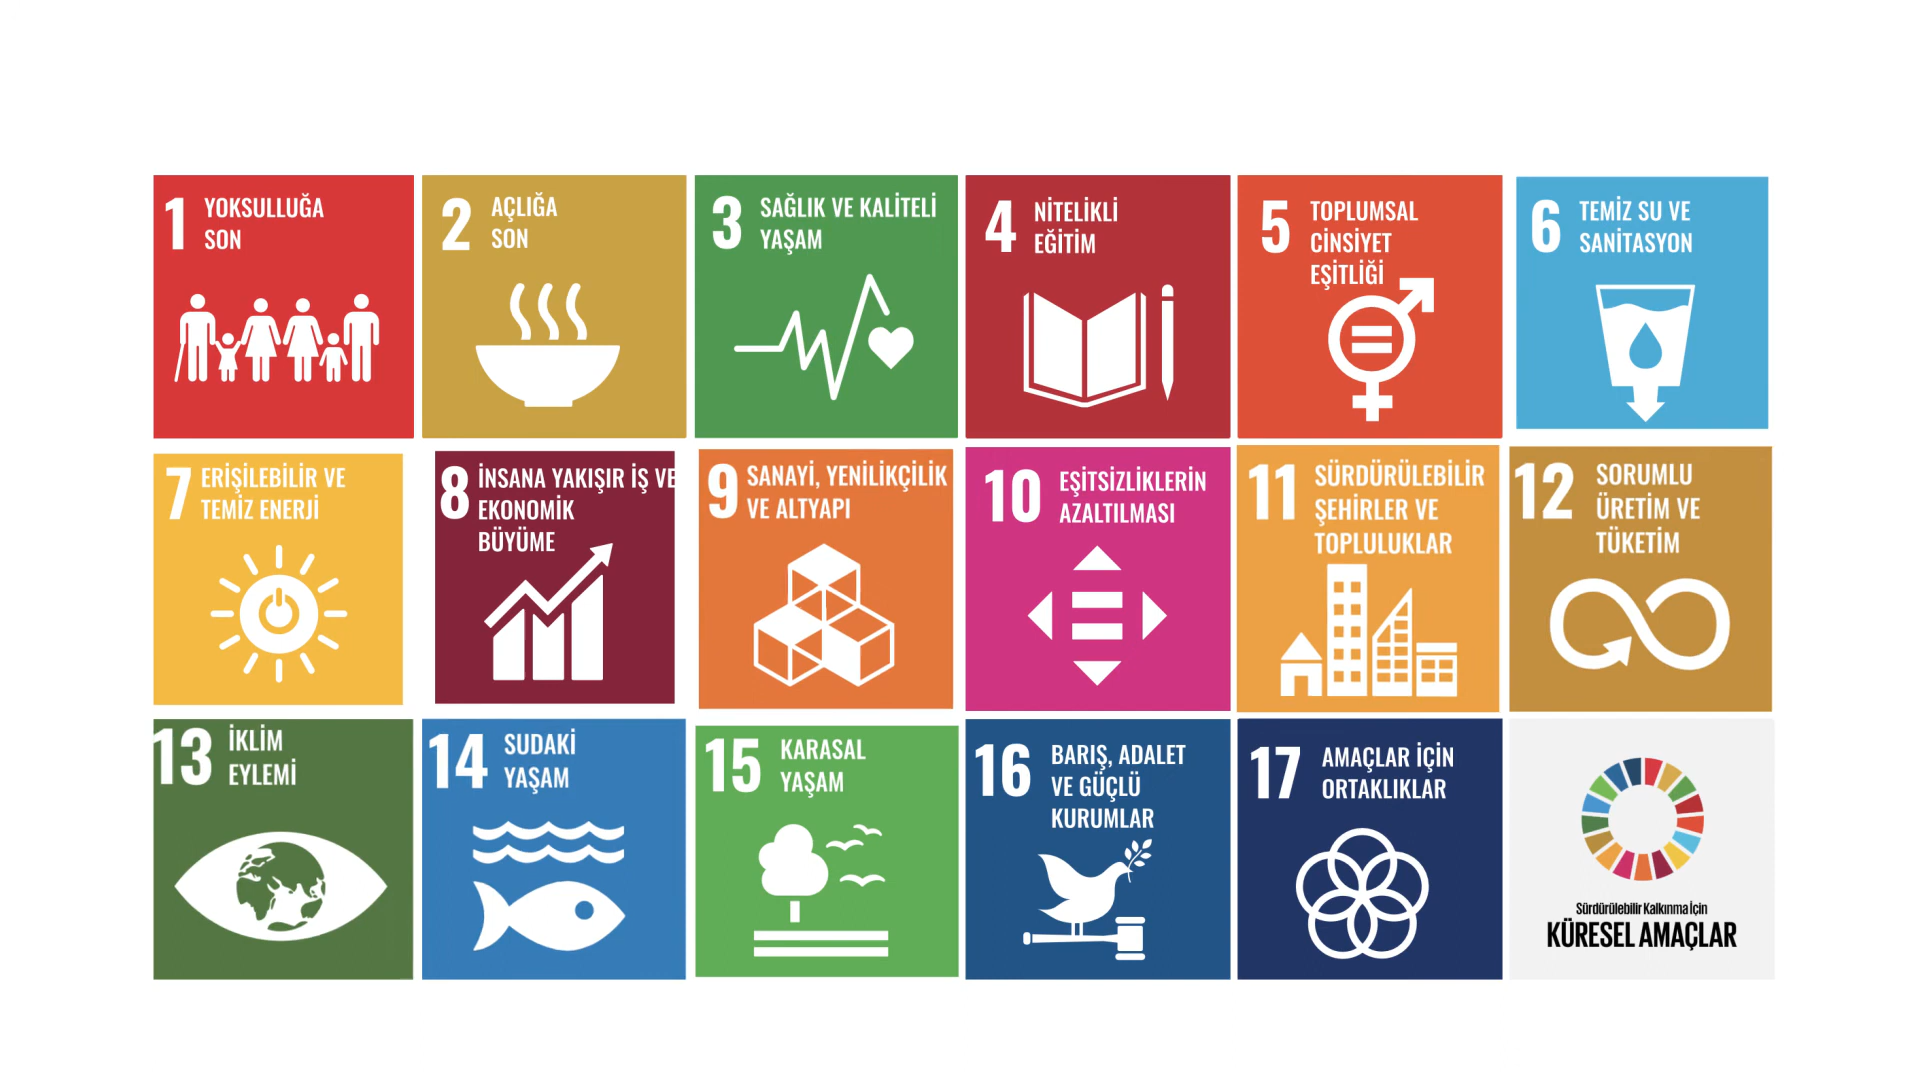 1 YOKSULLUĞA
SON
2 AÇLIĞA
SON
3 SAĞLIK VE KALİTELİ
YAŞAM
4 NİTELİKLİ
EĞİTİM
5 TOPLUMSAL
CİNSİYET
EŞİTLİĞİ
6 TEMİZ SU VE
SANİTASYON
7 ERİŞİLEBİLİR VE
TEMİZ ENERJİ
8 İNSANA YAKIŞIR İŞ VE
EKONOMİK
BÜYÜME
9 SANAYİ, YENİLİKÇİLİK
VE ALTYAPI
10 EŞİTSİZLİKLERİN
AZALTILMASI
11 SÜRDÜRÜLEBİLİR
ŞEHİRLER VE
TOPLULUKLAR
12 SORUMLU
ÜRETİM VE
TÜKETİM
13 İKLİM
EYLEMİ
14 SUDAKİ
YAŞAM
15 KARASAL
YAŞAM
16 BARIŞ, ADALET
VE GÜÇLÜ
KURUMLAR
17 AMAÇLAR İÇİN
ORTAKLIKLAR
Sürdürülebilir Kalkınma İçin
KÜRESEL AMAÇLAR